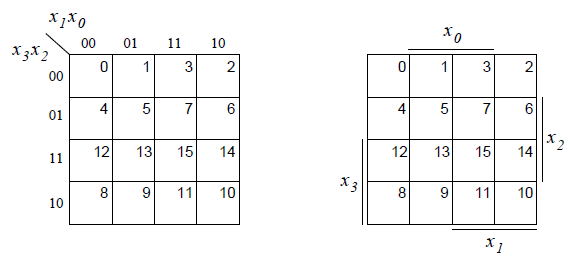 x1x0
x3x2
00 01 11 10
00 0 1 3 2
01 4 5 7 6
11 12 13 15 14
10 8 9 11 10
x0
0 1 3 2
4 5 7 6
x2
12 13 15 14
x3
8 9 11 10
x1